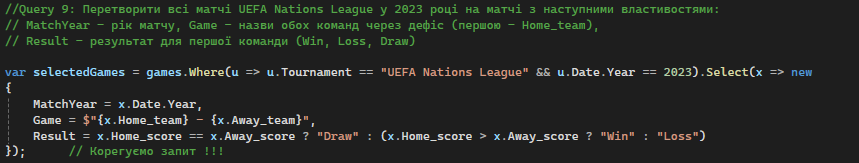 //Query 9: Перетворити всі матчі UEFA Nations League у 2023 році на матчі з наступними властивостями:
// MatchYear - рік матчу, Game - назви обох команд через дефіс (першою - Home_team),
// Result - результат для першої команди (Win, Loss, Draw)
var selectedGames = games.Where(u => u.Tournament == "UEFA Nations League" && u.Date.Year == 2023).Select(x => new
{
MatchYear = x.Date.Year,
Game = $"{x.Home_team} - {x.Away_team}",
Result = x.Home_score == x.Away_score ? "Draw" : (x.Home_score > x.Away_score ? "Win" : "Loss")
}); // Корегуємо запит !!!